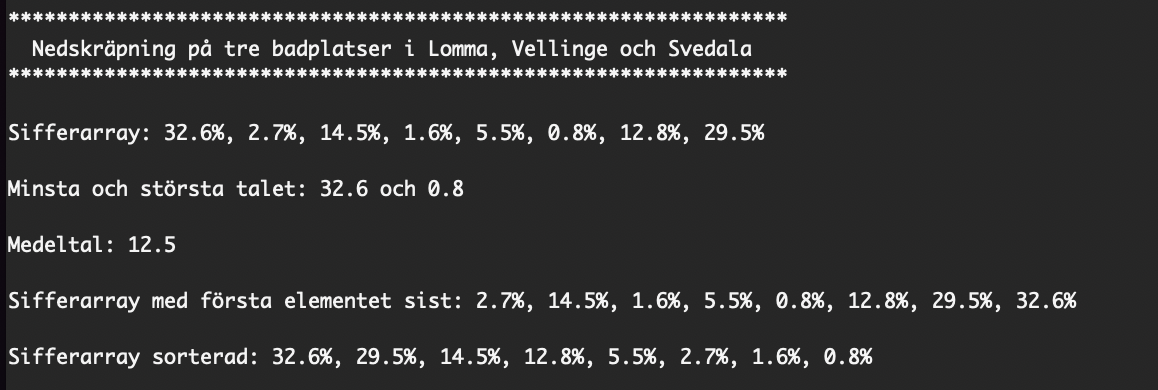 *****************************************************************
Nedskräpning på tre badplatser i Lomma, Vellinge och Svedala
*****************************************************************
Sifferarray: 32.6%, 2.7%, 14.5%, 1.6%, 5.5%, 0.8%, 12.8%, 29.5%
Minsta och största talet: 32.6 och 0.8
Medeltal: 12.5
Sifferarray med första elementet sist: 2.7%, 14.5%, 1.6%, 5.5%, 0.8%, 12.8%, 29.5%, 32.6%
Sifferarray sorterad: 32.6%, 29.5%, 14.5%, 12.8%, 5.5%, 2.7%, 1.6%, 0.8%